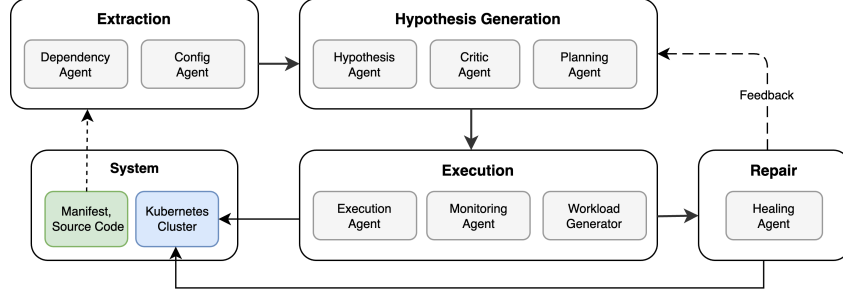 Extraction
Dependency
Agent
Config
Agent
Hypothesis Generation
Hypothesis
Agent
Critic
Agent
Planning
Agent
Feedback
System
Manifest,
Source Code
Kubernetes
Cluster
Execution
Execution
Agent
Monitoring
Agent
Workload
Generator
Repair
Healing
Agent